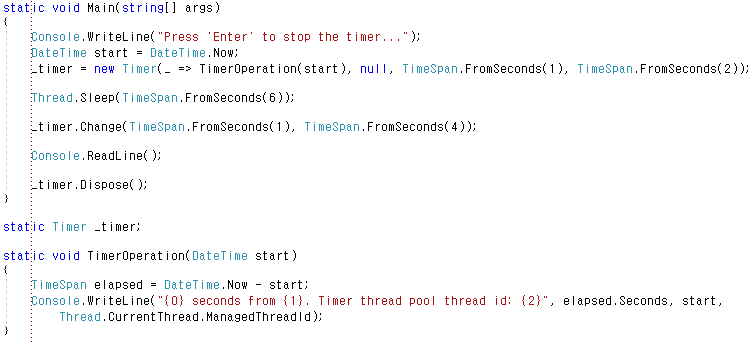 static void Main(string[] args)
{
    Console.WriteLine("Press 'Enter' to stop the timer...");
    DateTime start = DateTime.Now;
    _timer = new Timer(_ => TimerOperation(start), null, TimeSpan.FromSeconds(1), TimeSpan.FromSeconds(2));
    Thread.Sleep(TimeSpan.FromSeconds(6));
    _timer.Change(TimeSpan.FromSeconds(1), TimeSpan.FromSeconds(4));
    Console.ReadLine();
    _timer.Dispose();
}
static Timer _timer;
static void TimerOperation(DateTime start)
{
    TimeSpan elapsed = DateTime.Now - start;
    Console.WriteLine("{0} seconds from {1}. Timer thread pool thread id: {2}", elapsed.Seconds, start,
        Thread.CurrentThread.ManagedThreadId);
}